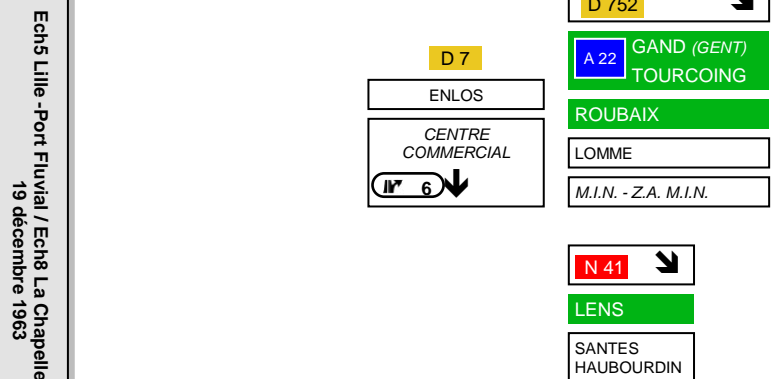 Ech5 Lille -Port Fluvial / Ech8 La Chapelle
19 décembre 1963
D 7
ENLOS
CENTRE
COMMERCIAL
6
D 752
A 22
GAND (GENT)
TOURCOING
ROUBAIX
LOMME
M.I.N. - Z.A. M.I.N.
N 41
LENS
SANTES
HAUBOURDIN